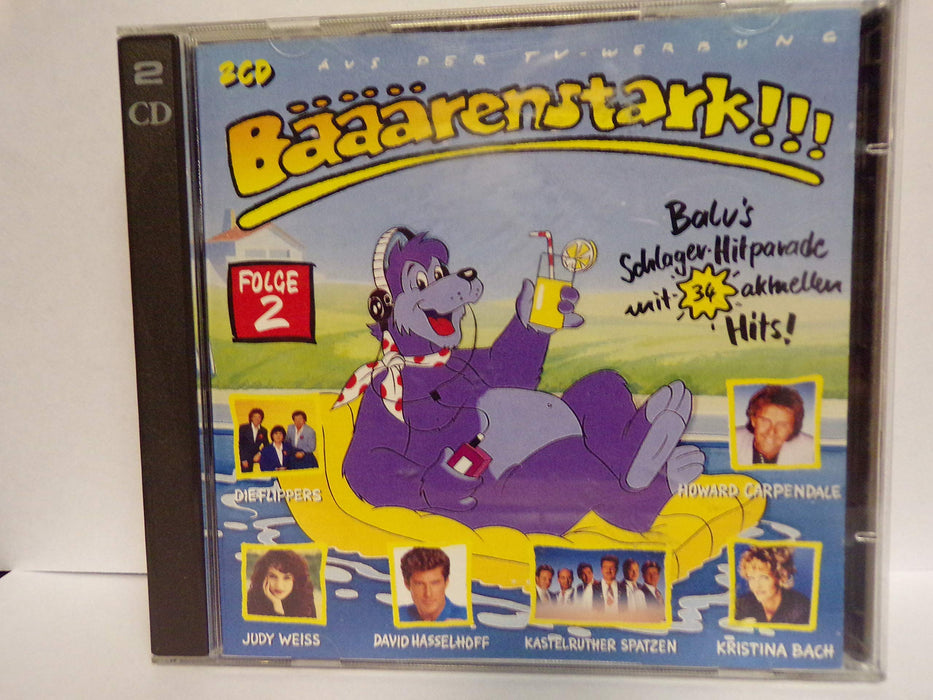 2
CD
2CD
AUS DER TV-WERBUNG
Bäääärenstark!!!
Balu's
Schlager-Hitparade
mit 34 aktuellen
Hits!
FOLGE
2
DIE FLIPPERS
HOWARD CARPENDALE
JUDY WEISS
DAVID HASSELHOFF
KASTELRUTHER SPATZEN
KRISTINA BACH